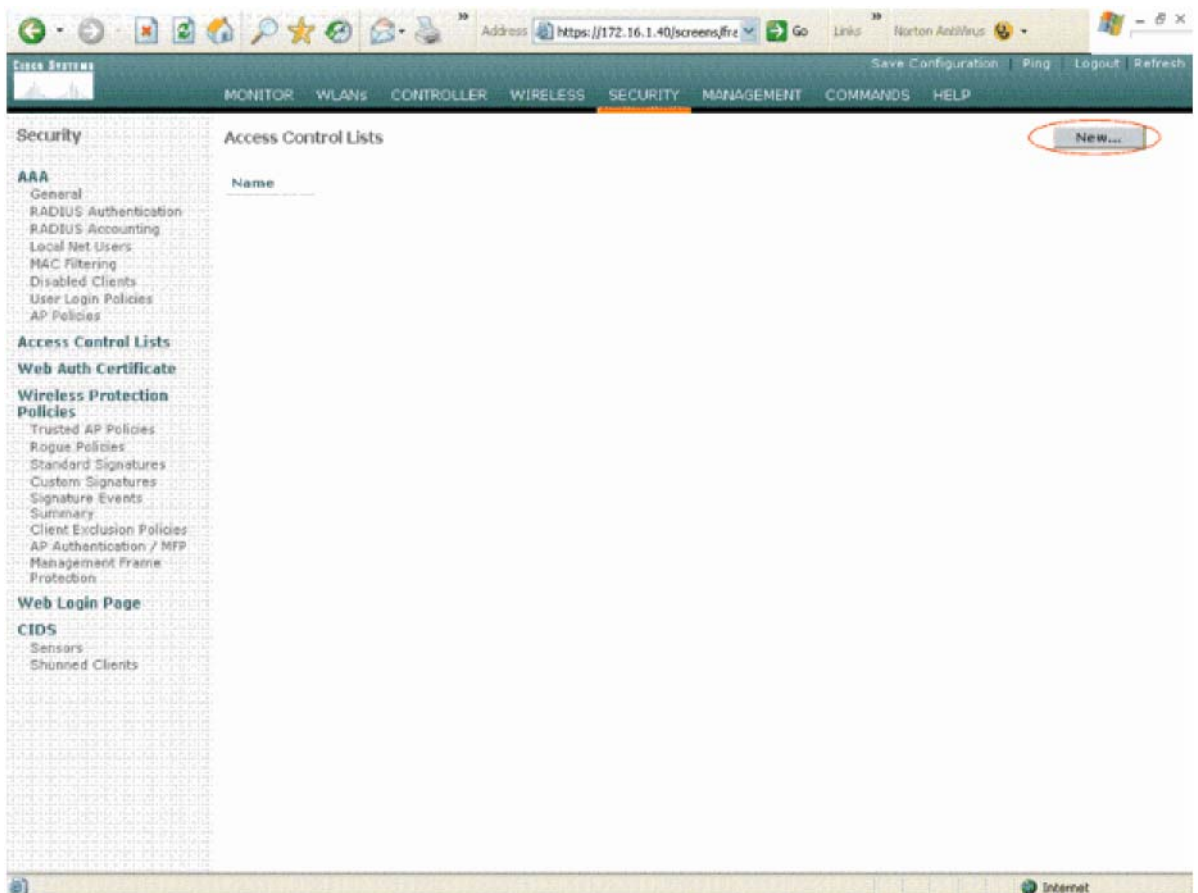 » Address https://172.16.1.40/screens/fra Go Links » Norton AntiVirus
CISCO SYSTEMS
Save Configuration | Ping | Logout | Refresh
MONITOR WLANs CONTROLLER WIRELESS SECURITY MANAGEMENT COMMANDS HELP
Security
AAA
General
RADIUS Authentication
RADIUS Accounting
Local Net Users
MAC Filtering
Disabled Clients
User Login Policies
AP Policies
Access Control Lists
Web Auth Certificate
Wireless Protection
Policies
Trusted AP Policies
Rogue Policies
Standard Signatures
Custom Signatures
Signature Events
Summary
Client Exclusion Policies
AP Authentication / MFP
Management Frame
Protection
Web Login Page
CIDS
Sensors
Shunned Clients
Access Control Lists
New...
Name
Internet